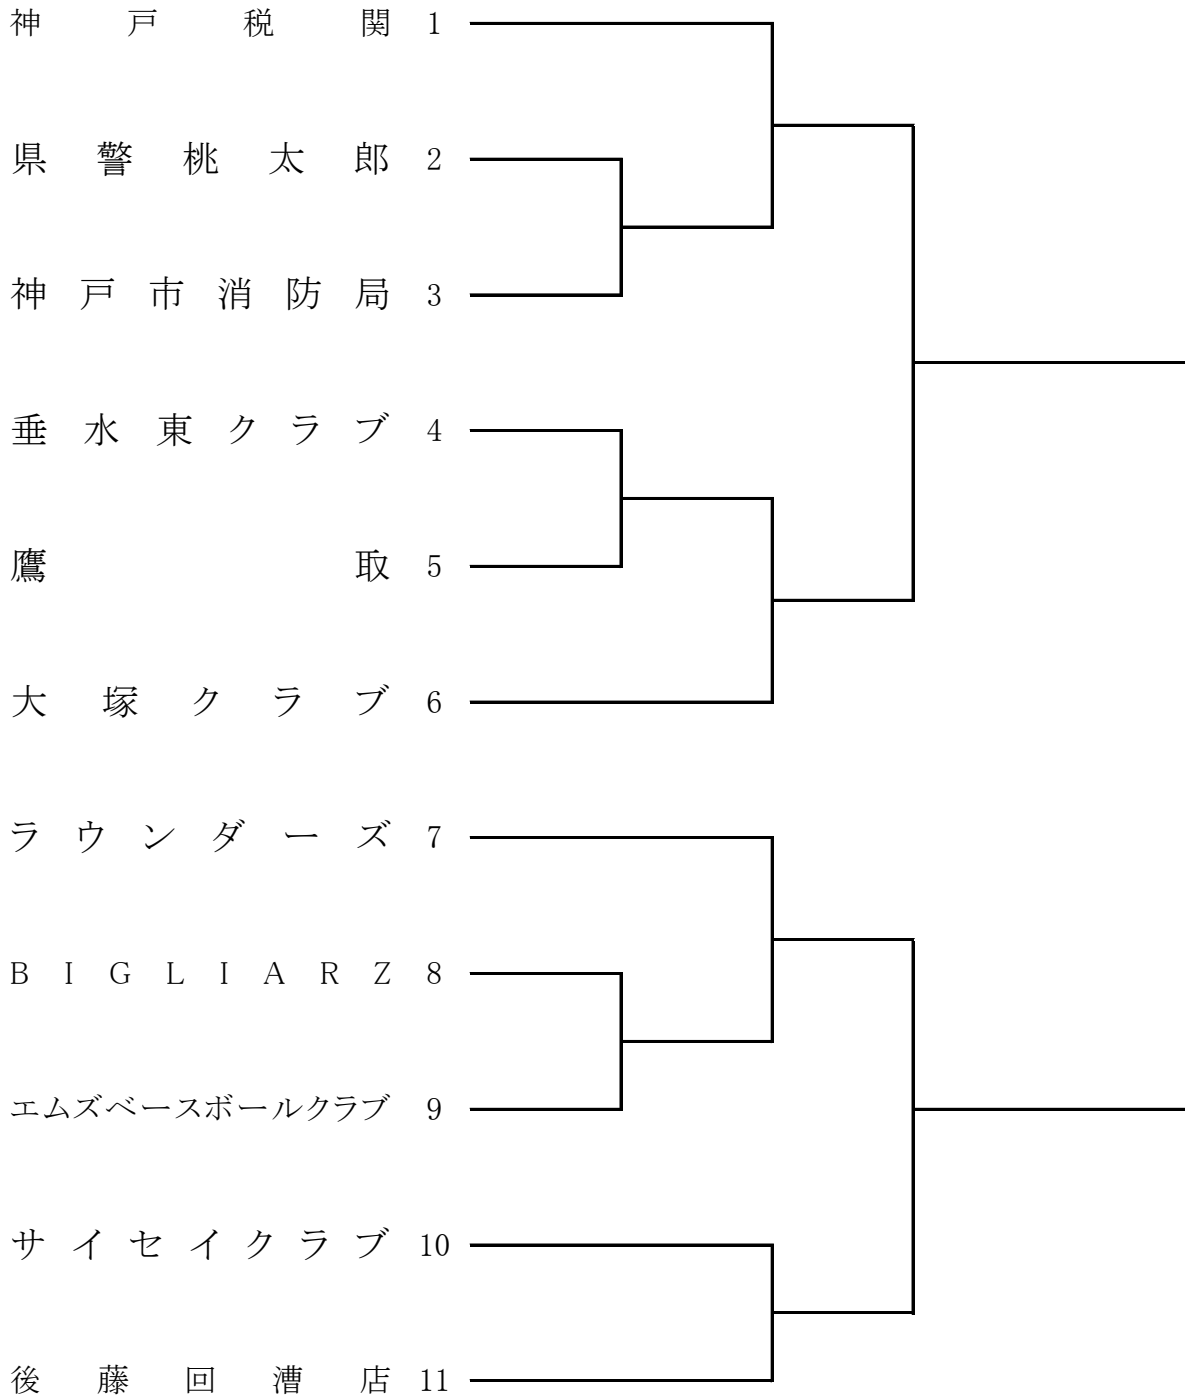 神戸税関 1
県警桃太郎 2
神戸市消防局 3
垂水東クラブ 4
鷹取 5
大塚クラブ 6
ラウンダーズ 7
BIGLIARZ 8
エムズベースボールクラブ 9
サイセイクラブ 10
後藤回漕店 11